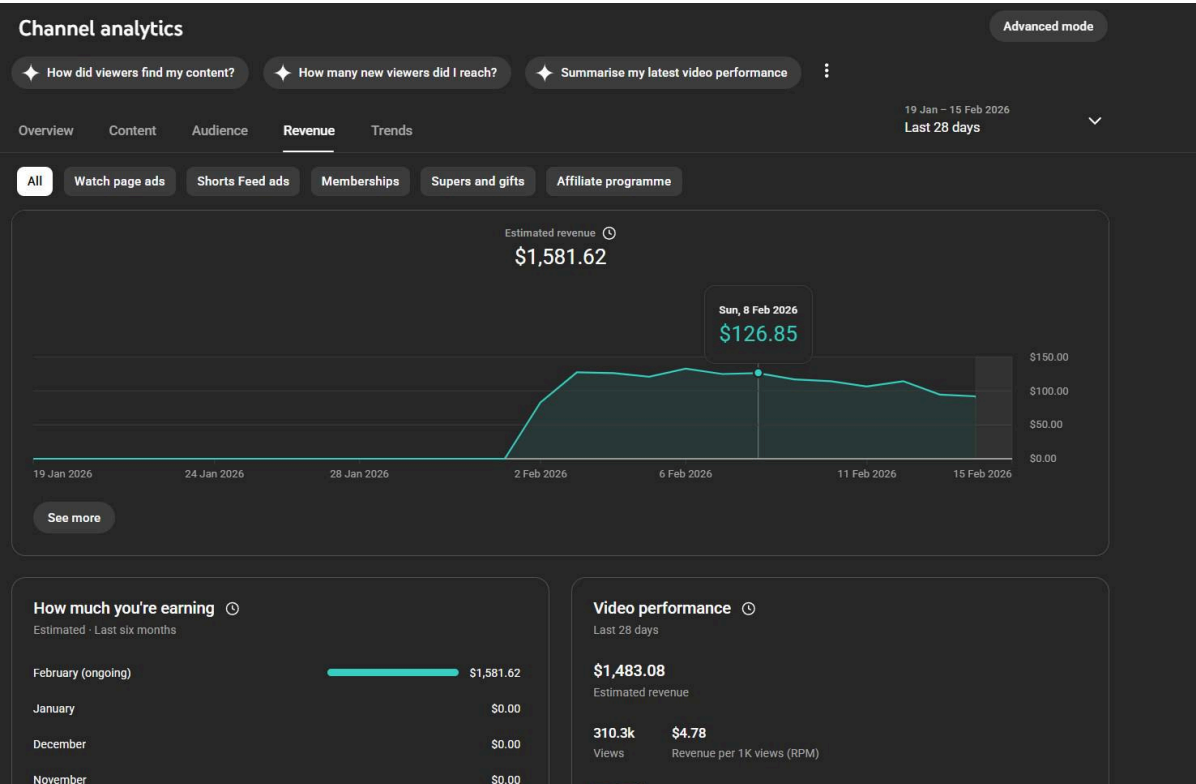 Channel analytics
Advanced mode
How did viewers find my content?
How many new viewers did I reach?
Summarise my latest video performance
19 Jan – 15 Feb 2026
Last 28 days
Overview
Content
Audience
Revenue
Trends
All
Watch page ads
Shorts Feed ads
Memberships
Supers and gifts
Affiliate programme
Estimated revenue
$1,581.62
Sun, 8 Feb 2026
$126.85
$150.00
$100.00
$50.00
$0.00
19 Jan 2026
24 Jan 2026
28 Jan 2026
2 Feb 2026
6 Feb 2026
11 Feb 2026
15 Feb 2026
See more
How much you're earning
Estimated · Last six months
February (ongoing)
$1,581.62
January
$0.00
December
$0.00
November
$0.00
Video performance
Last 28 days
$1,483.08
Estimated revenue
310.3k
Views
$4.78
Revenue per 1K views (RPM)